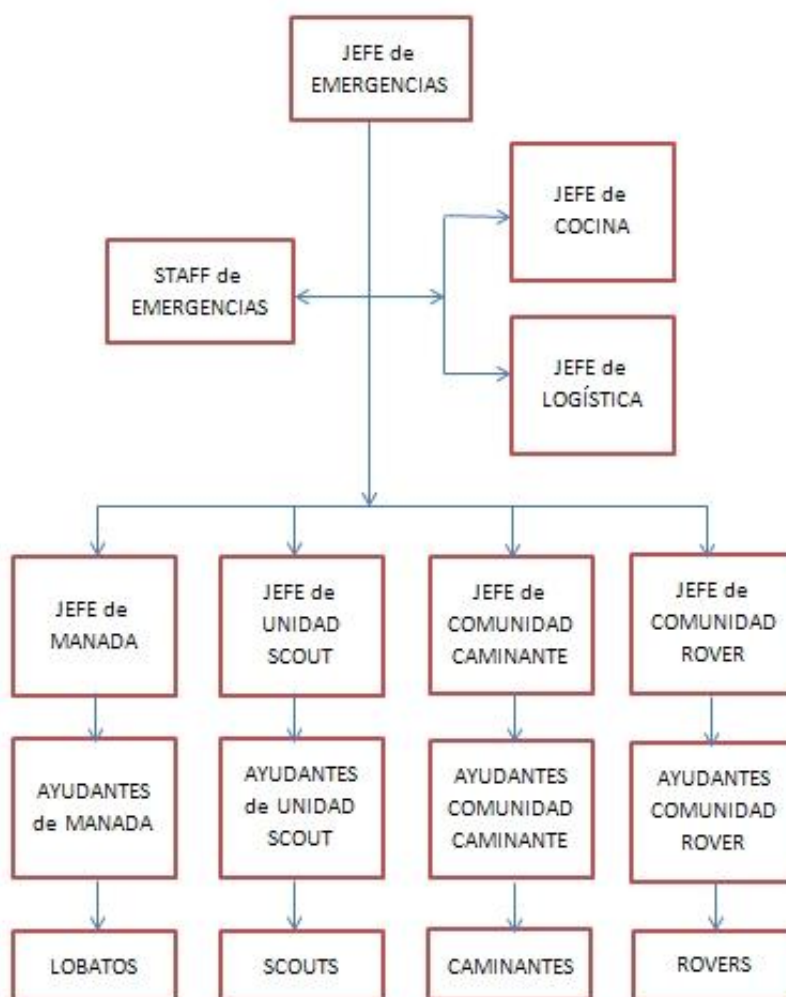 JEFE de
EMERGENCIAS
JEFE de
COCINA
STAFF de
EMERGENCIAS
JEFE de
LOGÍSTICA
JEFE de
MANADA
JEFE de
UNIDAD
SCOUT
JEFE de
COMUNIDAD
CAMINANTE
JEFE de
COMUNIDAD
ROVER
AYUDANTES
de MANADA
AYUDANTES
de UNIDAD
SCOUT
AYUDANTES
COMUNIDAD
CAMINANTE
AYUDANTES
COMUNIDAD
ROVER
LOBATOS
SCOUTS
CAMINANTES
ROVERS